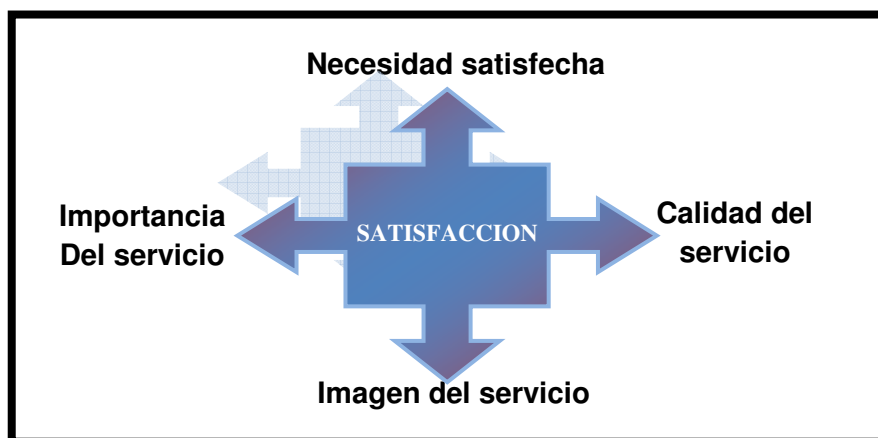 Necesidad satisfecha
Importancia
Del servicio
SATISFACCION
Calidad del
servicio
Imagen del servicio